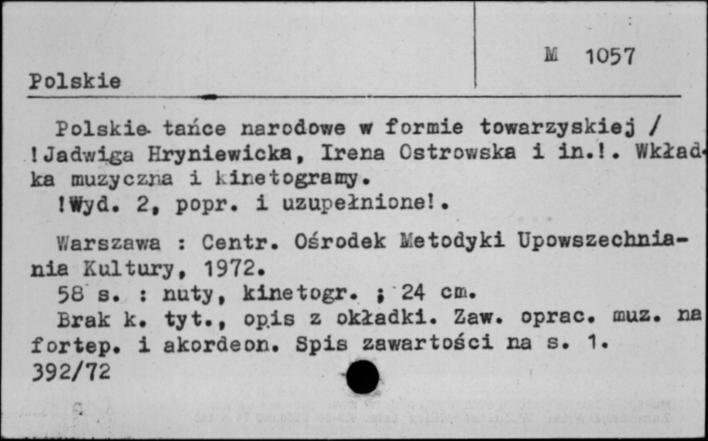 M 1057
Polskie
Polskie tańce narodowe w formie towarzyskiej /
!Jadwiga Hryniewicka, Irena Ostrowska i in.!. Wkład-
ka muzyczna i kinetogramy.
!Wyd. 2, popr. i uzupełnione!.
Warszawa : Centr. Ośrodek Metodyki Upowszechnia-
nia Kultury, 1972.
58 s. : nuty, kinetogr. ; 24 cm.
Brak k. tyt., opis z okładki. Zaw. oprac. muz. na
fortep. i akordeon. Spis zawartości na s. 1.
392/72